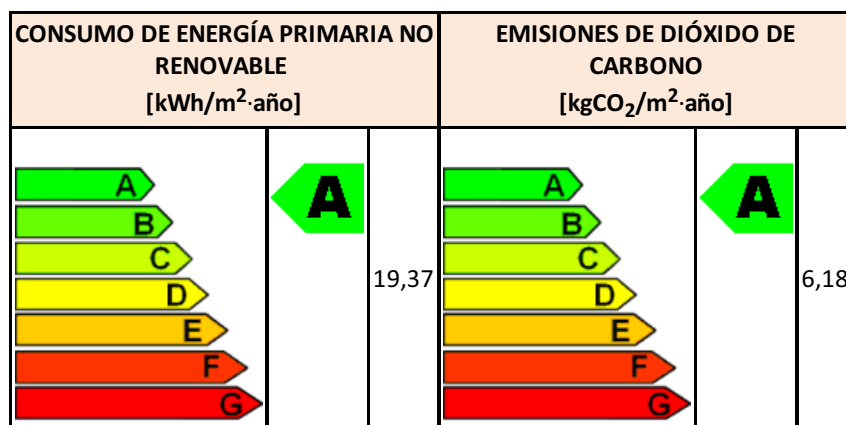 CONSUMO DE ENERGÍA PRIMARIA NO
RENOVABLE
[kWh/m²·año]
EMISIONES DE DIÓXIDO DE
CARBONO
[kgCO₂/m²·año]
A
B
C
D
E
F
G
A
19,37
A
B
C
D
E
F
G
A
6,18